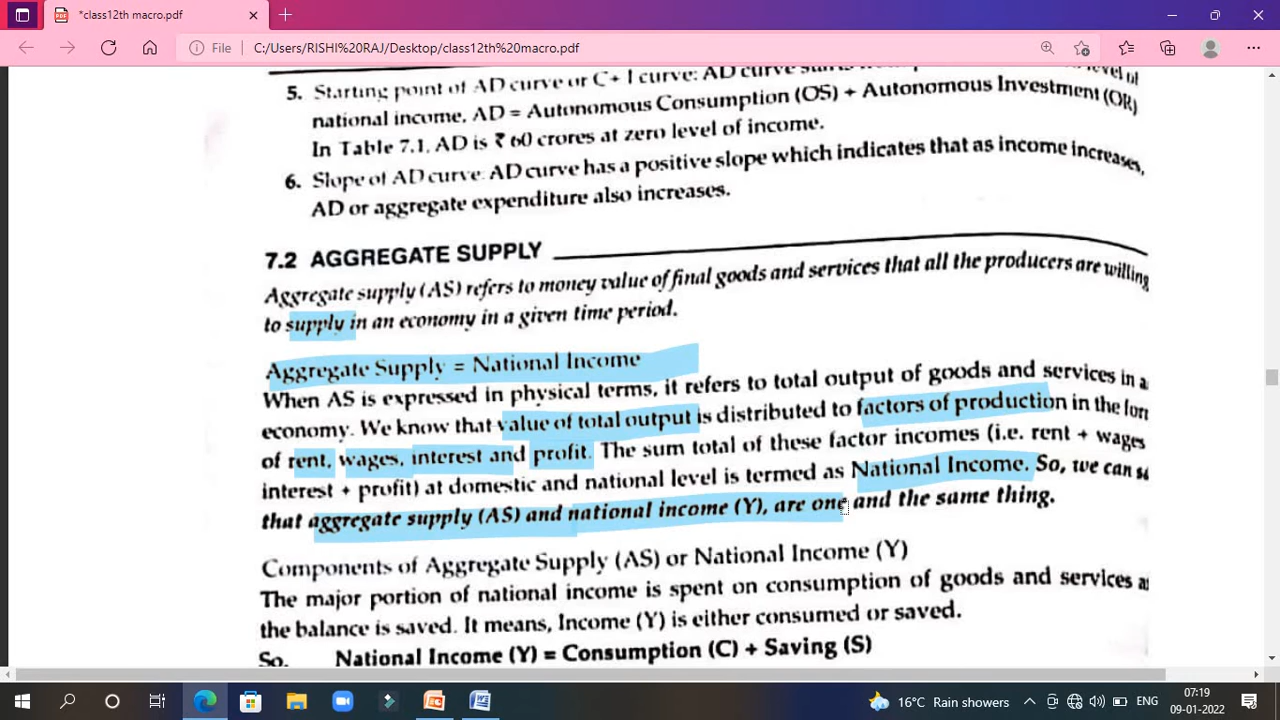 *class12th macro.pdf
File C:/Users/RISHI%20RAJ/Desktop/class12th%20macro.pdf
5. Starting point of AD curve or C+ I curve: AD curve level of
national income, AD = Autonomous Consumption (OS) + Autonomous Investment (OR)
In Table 7.1, AD is ₹ 60 crores at zero level of income.
6. Slope of AD curve: AD curve has a positive slope which indicates that as income increases,
AD or aggregate expenditure also increases.
7.2 AGGREGATE SUPPLY
Aggregate supply (AS) refers to money value of final goods and services that all the producers are willing
to supply in an economy in a given time period.
Aggregate Supply = National Income
When AS is expressed in physical terms, it refers to total output of goods and services in a
economy. We know that value of total output is distributed to factors of production in the
of rent, wages, interest and profit. The sum total of these factor incomes (i.e. rent + wages
interest + profit) at domestic and national level is termed as National Income. So, we can
that aggregate supply (AS) and national income (Y), are one and the same thing.
Components of Aggregate Supply (AS) or National Income (Y)
The major portion of national income is spent on consumption of goods and services
the balance is saved. It means, Income (Y) is either consumed or saved.
So, National Income (Y) = Consumption (C) + Saving (S)
16°C Rain showers ENG 07:19
09-01-2022